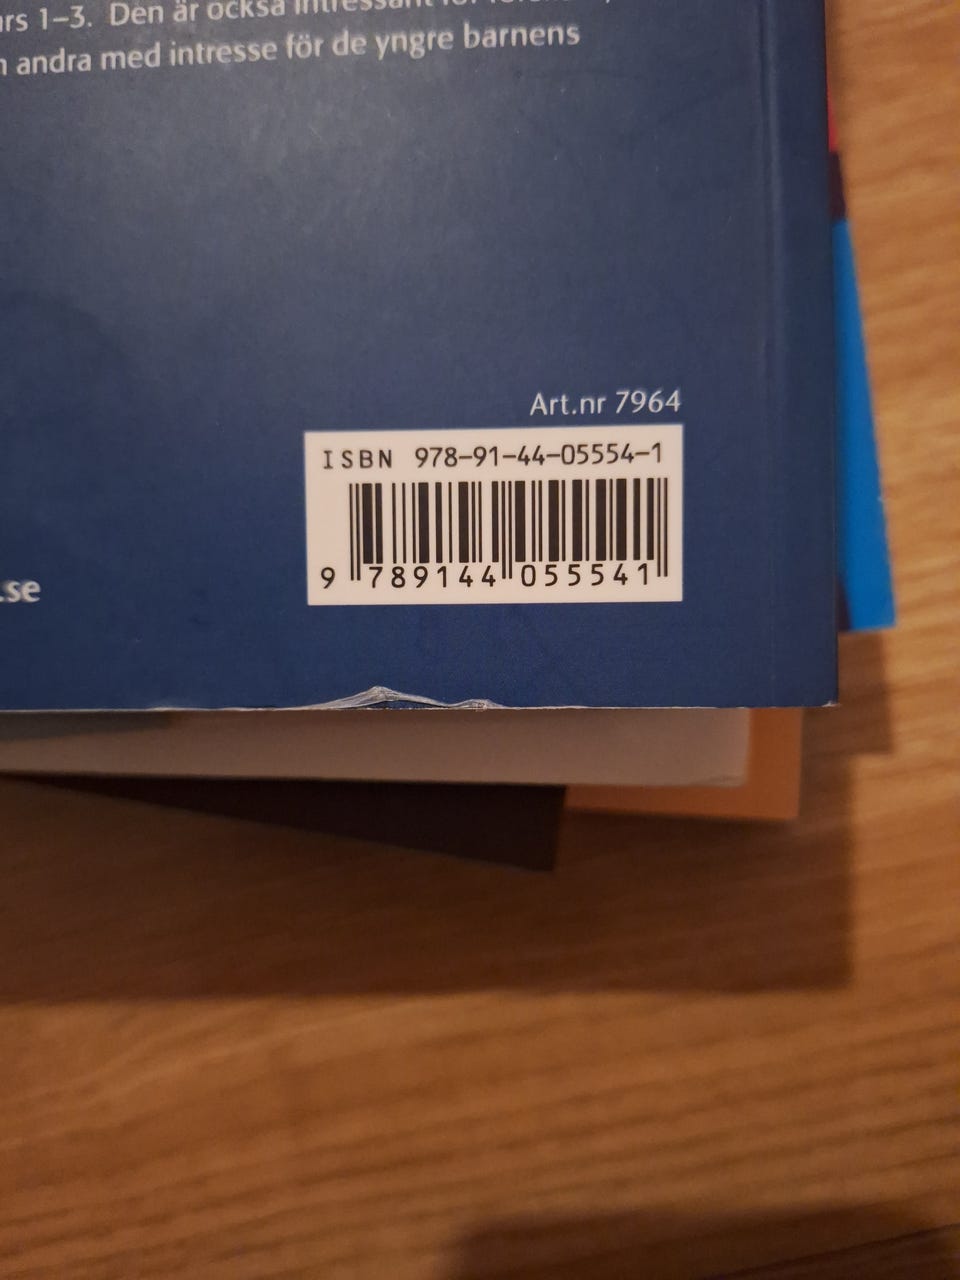 1–3. Den är också
andra med intresse för de yngre barnens
Art.nr 7964
ISBN 978-91-44-05554-1
9 789144 055541
.se